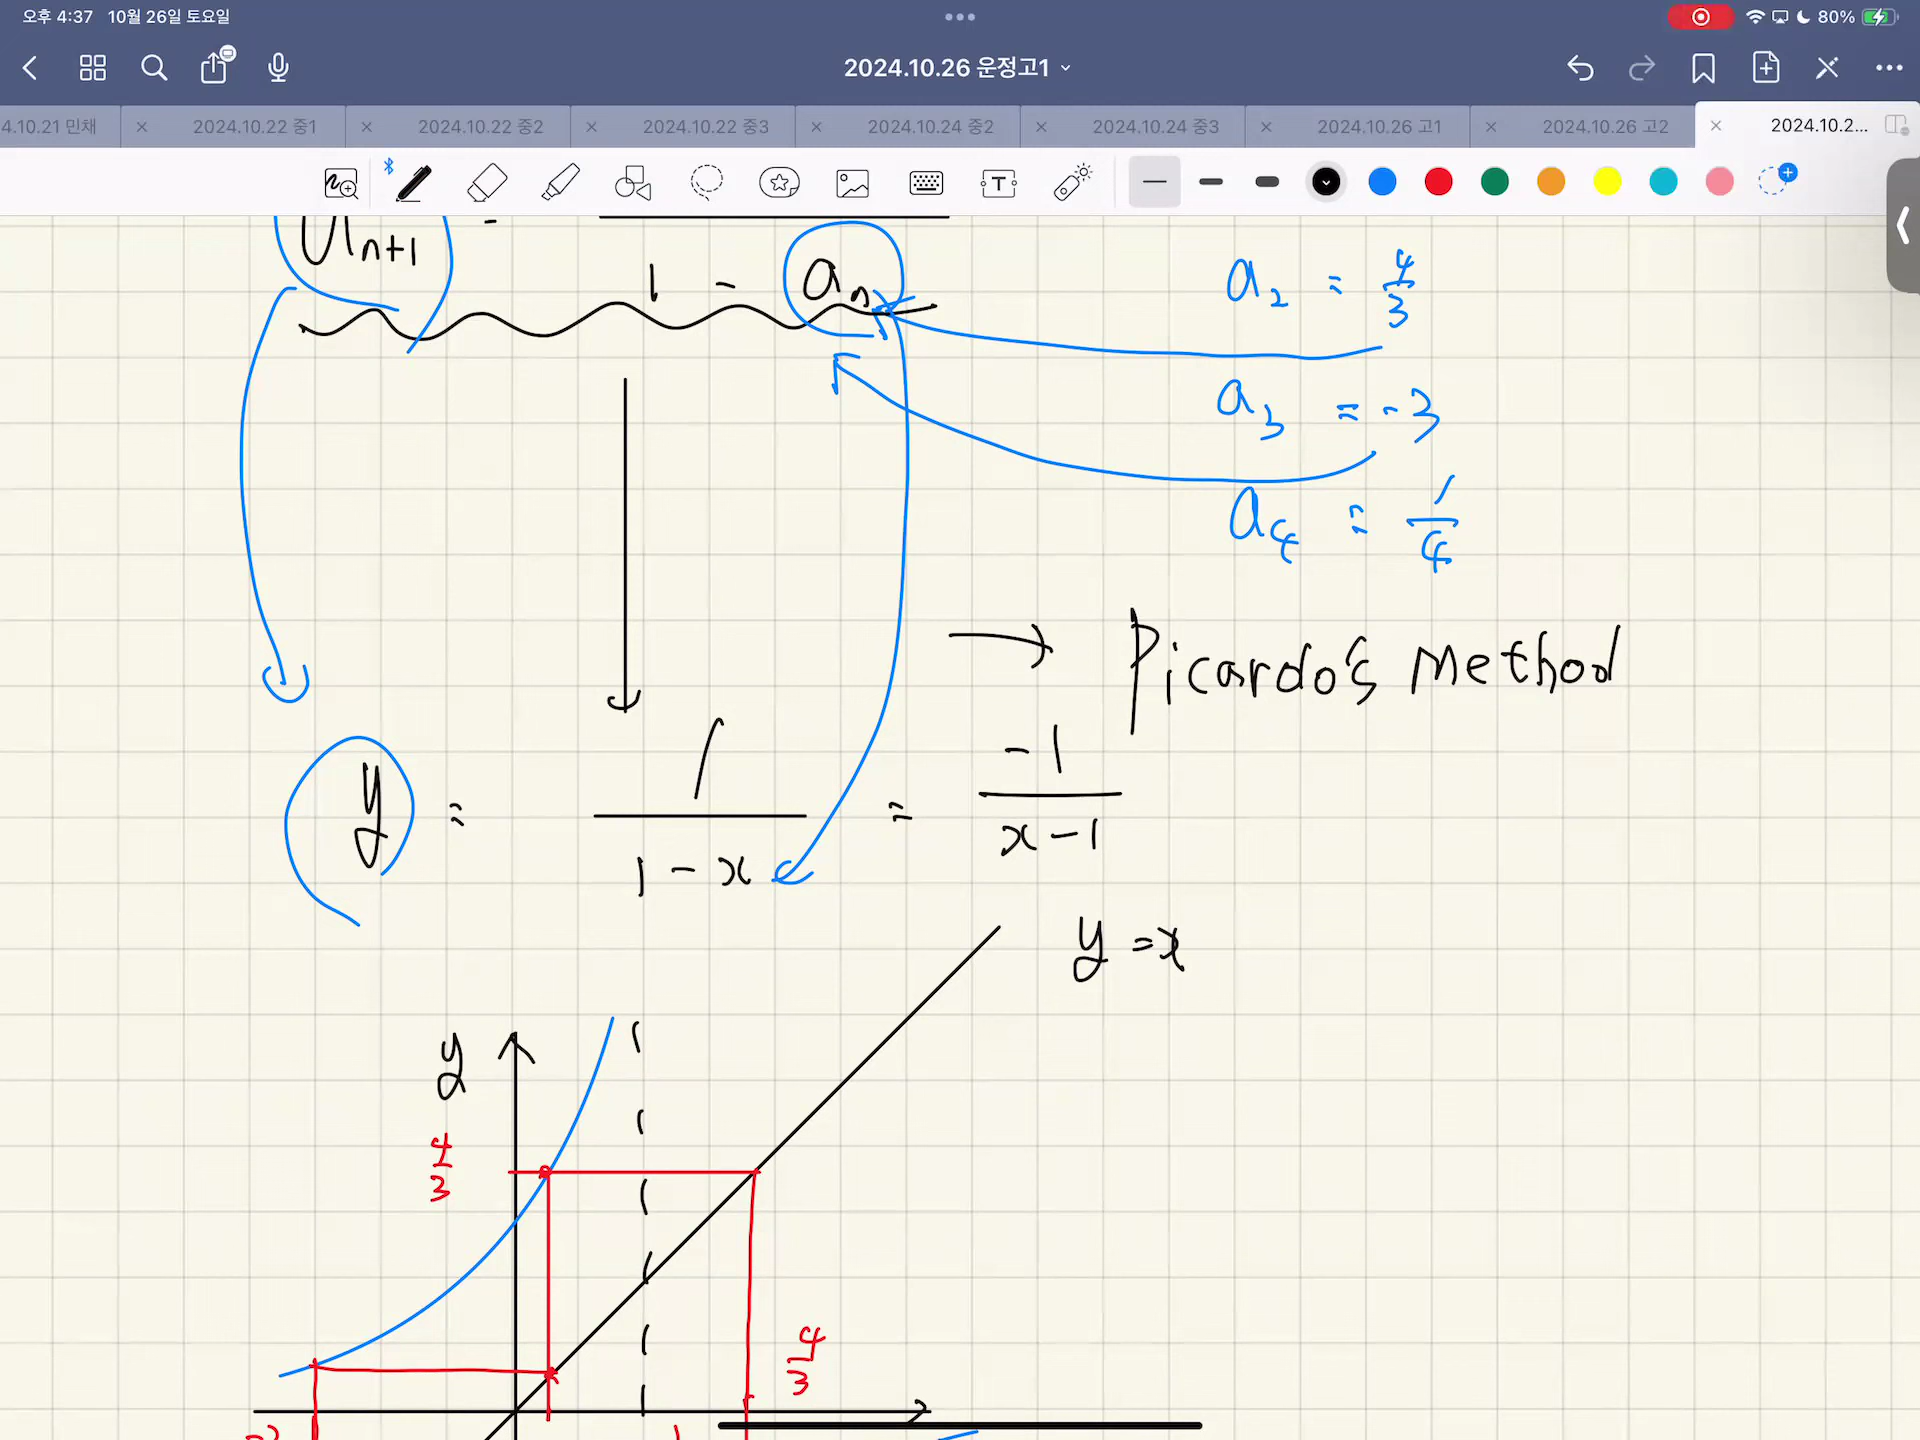 오후 4:37 10월 26일 토요일
80%
2024.10.26 운정고1
4.10.21 민채
2024.10.22 중1
2024.10.22 중2
2024.10.22 중3
2024.10.24 중2
2024.10.24 중3
2024.10.26 고1
2024.10.26 고2
2024.10.2...
T
n+1 =
1 - aₙ
a₂ = 4/3
a₃ = -3
a₄ = 1/4
→ Picardo's Method
y = 1/(1-x) = -1/(x-1)
y = x
y
4/3
4/3